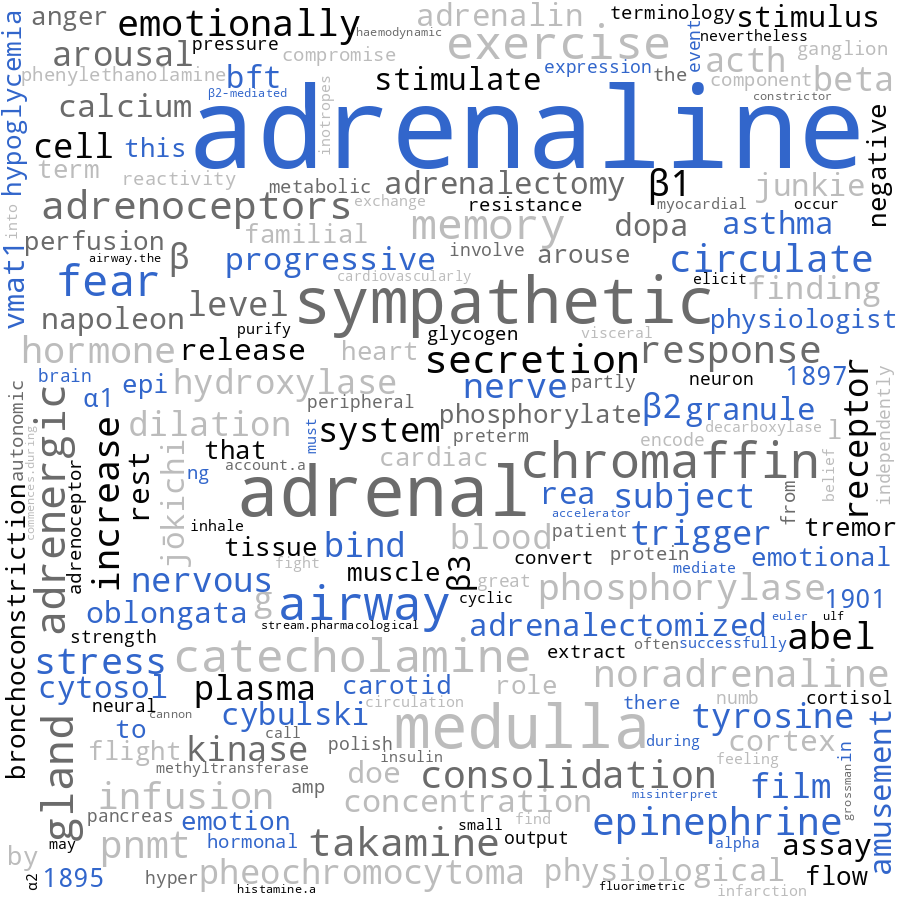 anger
emotionally
haemodynamic
adrenalin
terminology
stimulus
hypoglycemia
arousal
pressure
compromise
exercise
nevertheless
event
acth
ganglion
phenylethanolamine
bft
stimulate
expression
the
component
beta
β2-mediated
inotropes
constrictor
calcium
adrenaline
negative
cell
this
term
reactivity
metabolic
adrenalectomy
β1
junkie
adrenoceptors
exchange
resistance
myocardial
occur
into
familial
memory
dopa
asthma
perfusion
airway.the
β
progressive
involve
arouse
circulate
vmat1
fear
cardiovascularly
elicit
finding
napoleon
level
sympathetic
physiologist
purify
glycogen
visceral
hormone
release
heart
secretion
response
brain
epi
hydroxylase
nerve
partly
neuron
1897
receptor
independently
autonomic
α1
peripheral
phosphorylate
β2
granule
adrenergic
dilation
must
system
preterm
encode
decarboxylase
l
commences.during
increase
rest
jōkichi
that
ng
account.a
cardiac
chromaffin
belief
adrenoceptor
adrenal
rea
subject
from
bronchoconstriction
inhale
accelerator
tissue
bind
blood
patient
trigger
tremor
fight
convert
protein
emotional
muscle
β3
mediate
nervous
great
phosphorylase
1901
oblongata
g
airway
cyclic
euler
ulf
strength
stream.pharmacological
adrenalectomized
abel
stress
catecholamine
extract
often
successfully
noradrenaline
cytosol
plasma
carotid
role
numb
cortisol
neural
cannon
circulation
there
to
cybulski
medulla
tyrosine
gland
flight
kinase
call
polish
during
cortex
in
amusement
methyltransferase
insulin
feeling
infusion
amp
doe
consolidation
film
grossman
pancreas
concentration
misinterpret
emotion
small
find
epinephrine
may
pnmt
hormonal
takamine
output
alpha
assay
by
α2
1895
hyper
pheochromocytoma
physiological
flow
histamine.a
fluorimetric
infarction